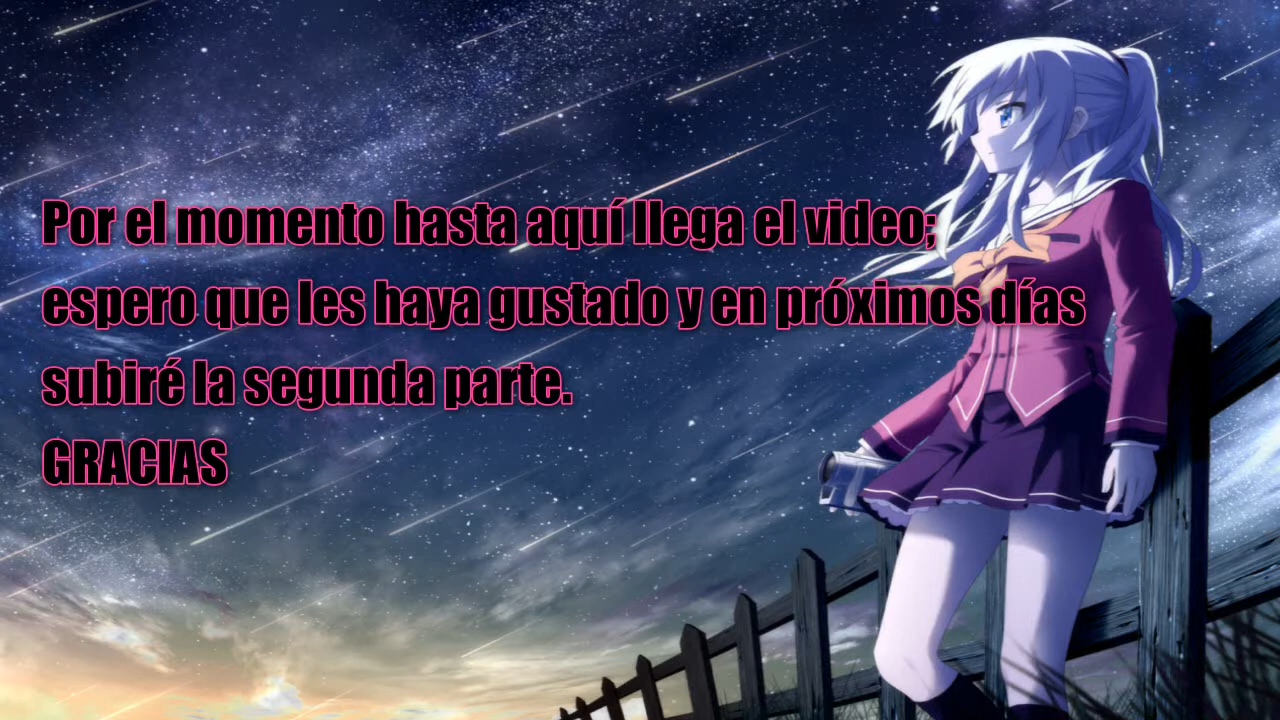 Por el momento hasta aquí llega el video;
espero que les haya gustado y en próximos días
subiré la segunda parte.
GRACIAS